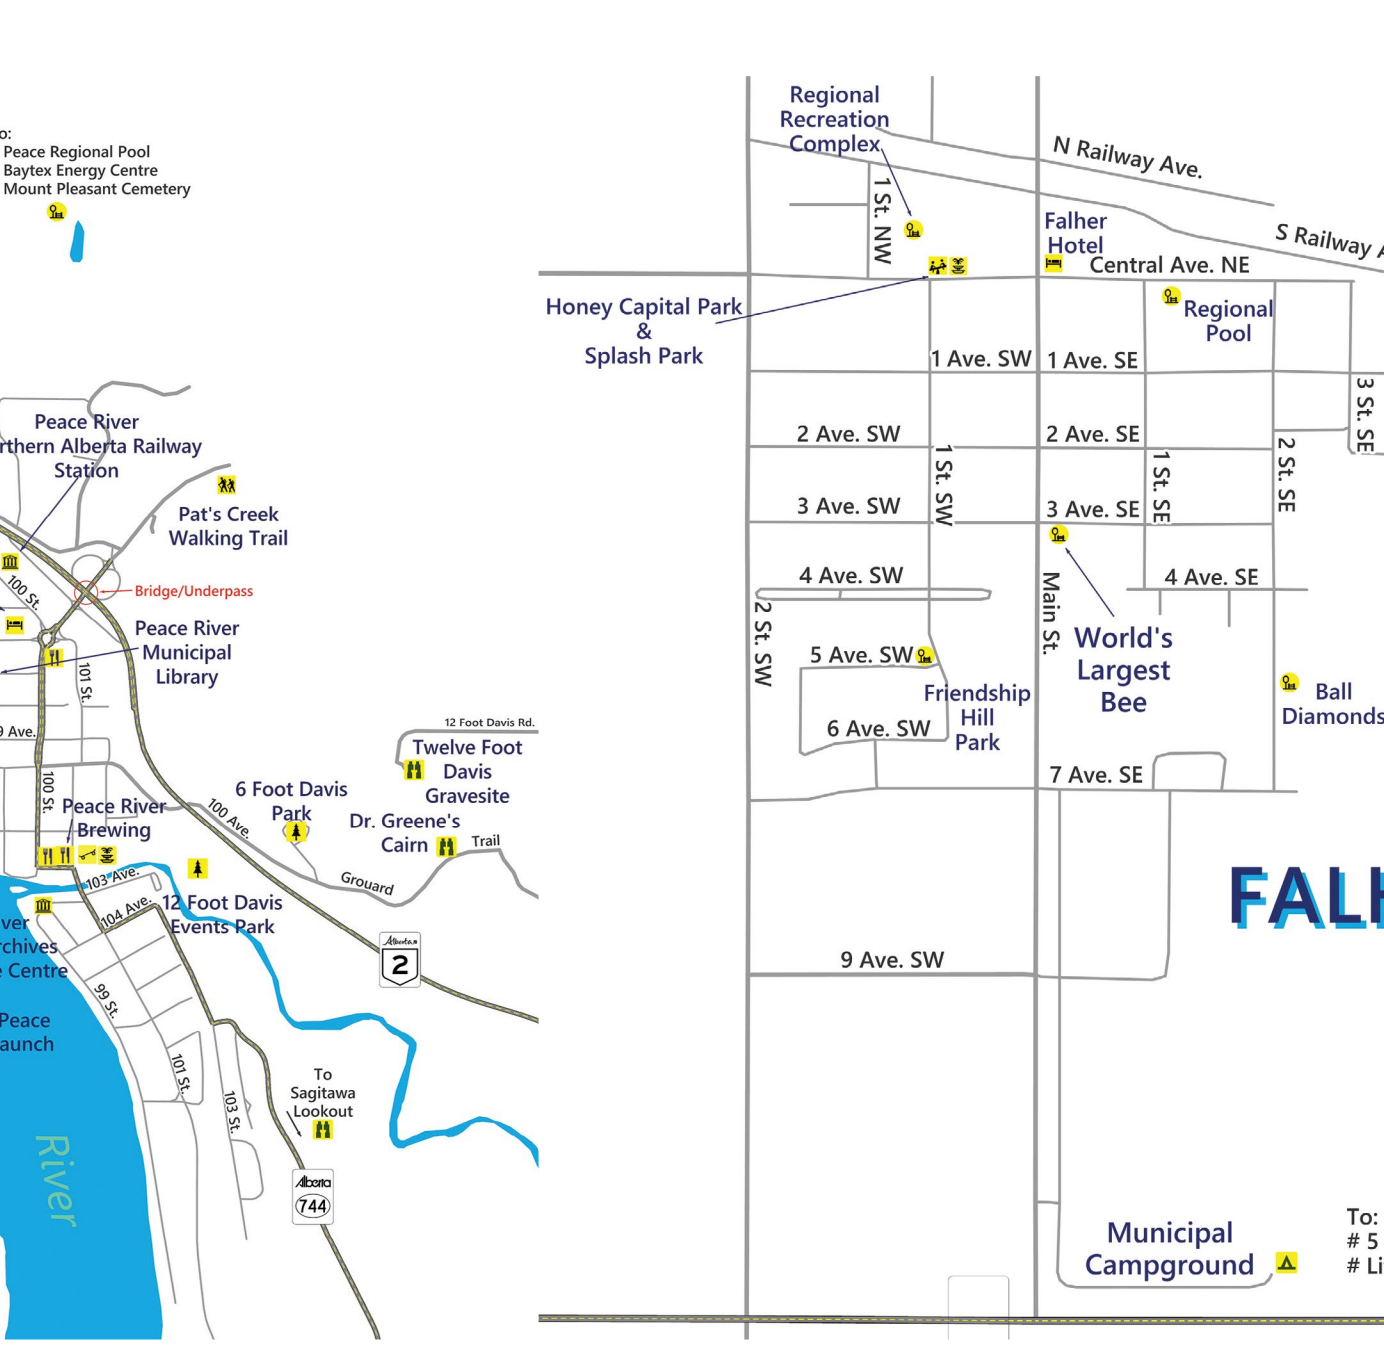 o:
Peace Regional Pool
Baytex Energy Centre
Mount Pleasant Cemetery
Peace River
rthern Alberta Railway
Station
Pat's Creek
Walking Trail
100 St.
Bridge/Underpass
Peace River
Municipal
Library
101 St.
9 Ave.
12 Foot Davis Rd.
Twelve Foot
Davis
Gravesite
6 Foot Davis
Park
100 Ave.
100 St.
Peace River
Brewing
Dr. Greene's
Cairn
Trail
Grouard
103 Ave.
104 Ave.
12 Foot Davis
Events Park
ver
rchives
e Centre
Alberta
2
99 St.
Peace
aunch
101 St.
103 St.
To
Sagitawa
Lookout
River
Alberta
744
Regional
Recreation
Complex
N Railway Ave.
1 St. NW
Falher
Hotel
S Railway A
Central Ave. NE
Honey Capital Park
&
Splash Park
Regional
Pool
1 Ave. SW
1 Ave. SE
3 St. SE
2 Ave. SW
2 Ave. SE
1 St. SW
1 St. SE
2 St. SE
3 Ave. SW
3 Ave. SE
4 Ave. SW
4 Ave. SE
Main St.
2 St. SW
World's
Largest
Bee
5 Ave. SW
Friendship
Hill
Park
Ball
Diamonds
6 Ave. SW
7 Ave. SE
FALH
9 Ave. SW
Municipal
Campground
To:
# 5
# Li